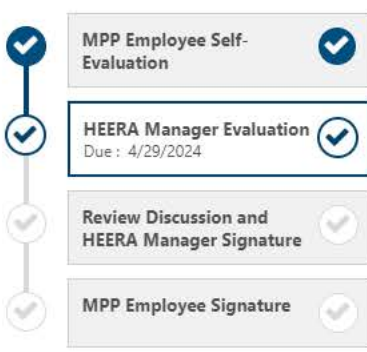 MPP Employee Self-
Evaluation
HEERA Manager Evaluation
Due : 4/29/2024
Review Discussion and
HEERA Manager Signature
MPP Employee Signature